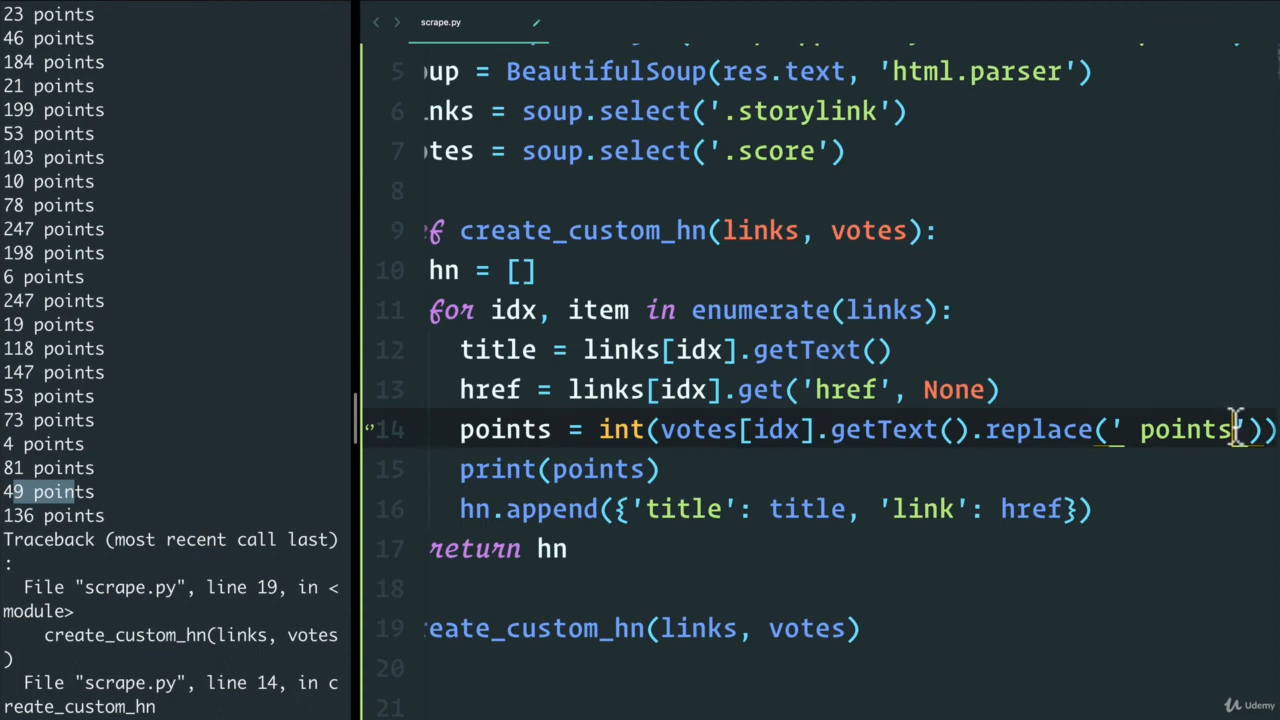 23 points
46 points
184 points
21 points
199 points
53 points
103 points
10 points
78 points
247 points
198 points
6 points
247 points
19 points
118 points
147 points
53 points
73 points
4 points
81 points
49 points
136 points
Traceback (most recent call last)
:
  File "scrape.py", line 19, in <
module>
    create_custom_hn(links, votes
)
  File "scrape.py", line 14, in c
reate_custom_hn
scrape.py
5 oup = BeautifulSoup(res.text, 'html.parser')
6 nks = soup.select('.storylink')
7 otes = soup.select('.score')
8
9 ef create_custom_hn(links, votes):
10 hn = []
11 for idx, item in enumerate(links):
12 title = links[idx].getText()
13 href = links[idx].get('href', None)
14 points = int(votes[idx].getText().replace(' points'))
15 print(points)
16 hn.append({'title': title, 'link': href})
17 return hn
18
19 reate_custom_hn(links, votes)
20
21
Udemy